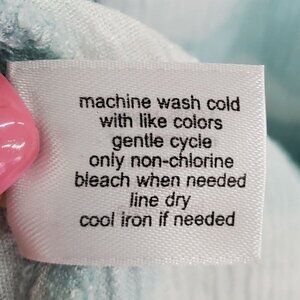 machine wash cold
with like colors
gentle cycle
only non-chlorine
bleach when needed
line dry
cool iron if needed